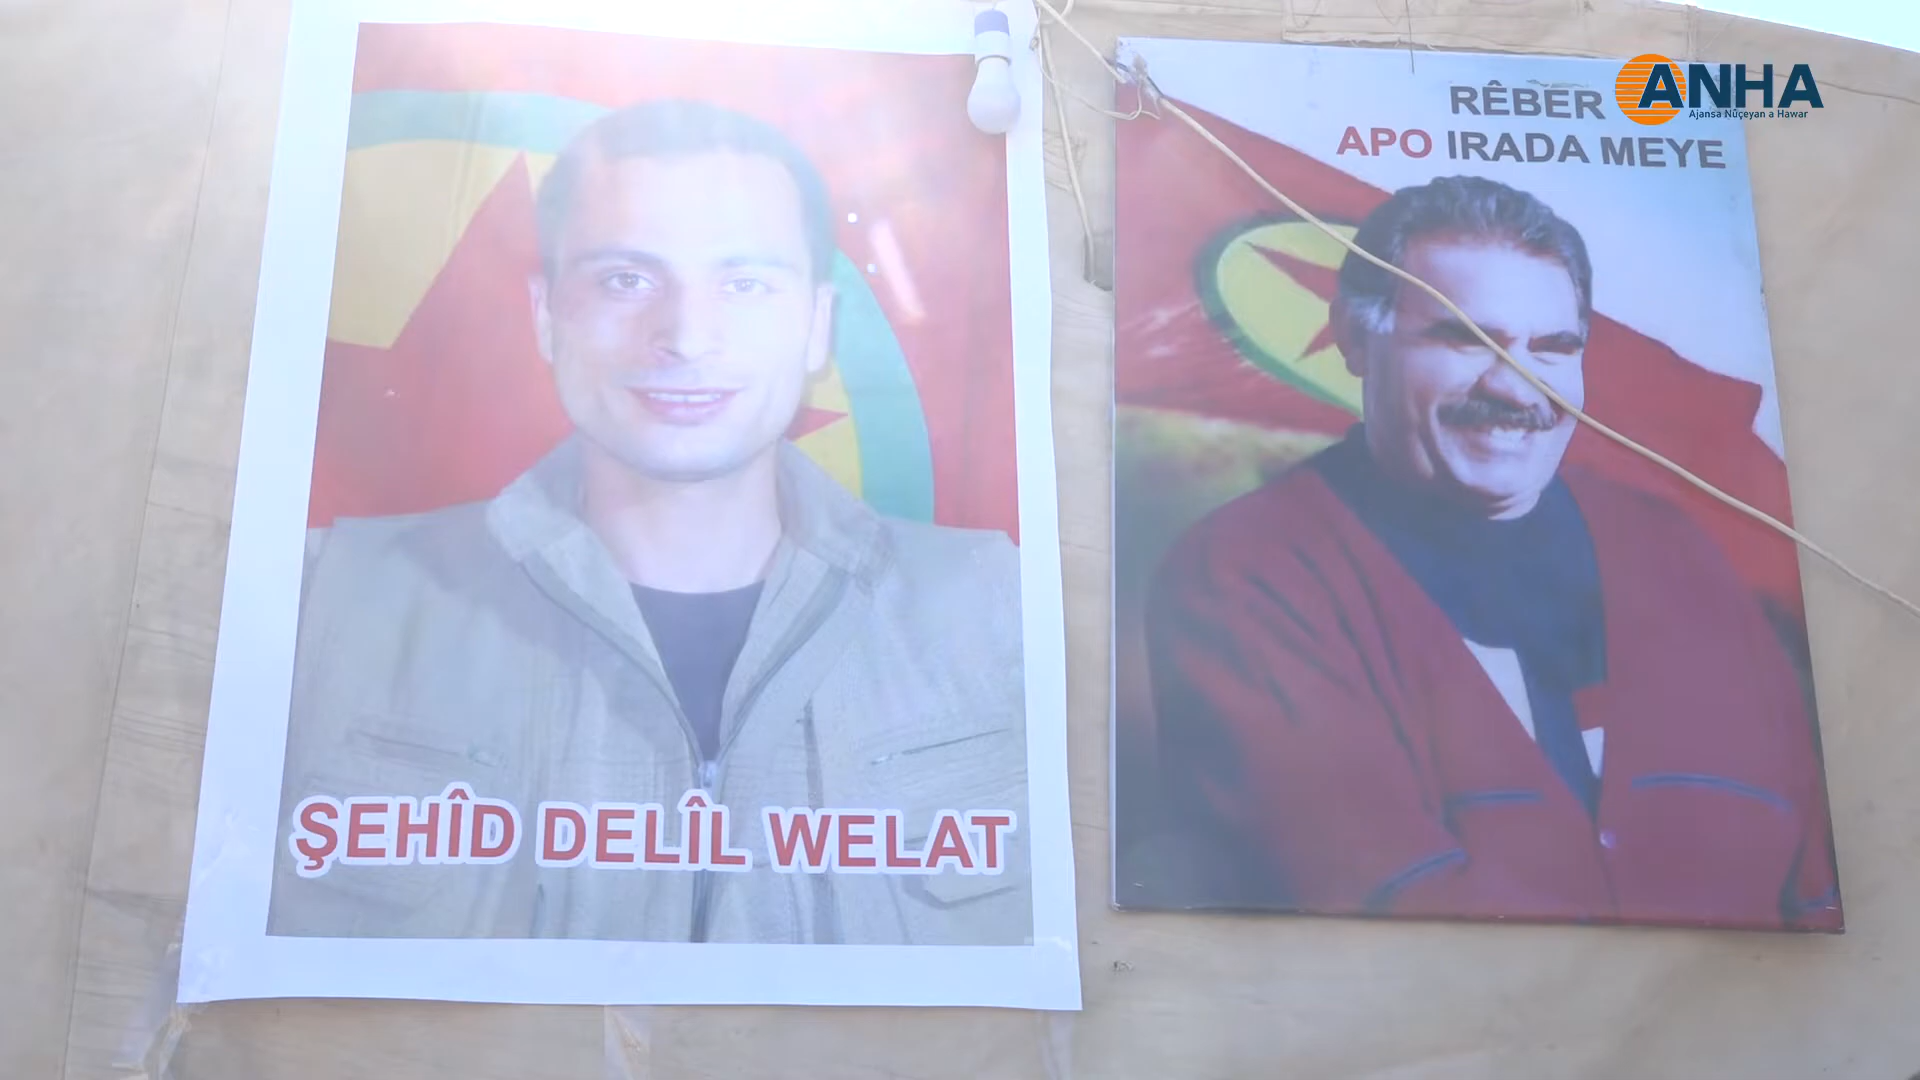 ŞEHÎD DELÎL WELAT
RÊBER
APO IRADA MEYE
ANHA
Ajansa Nûçeyan a Hawar